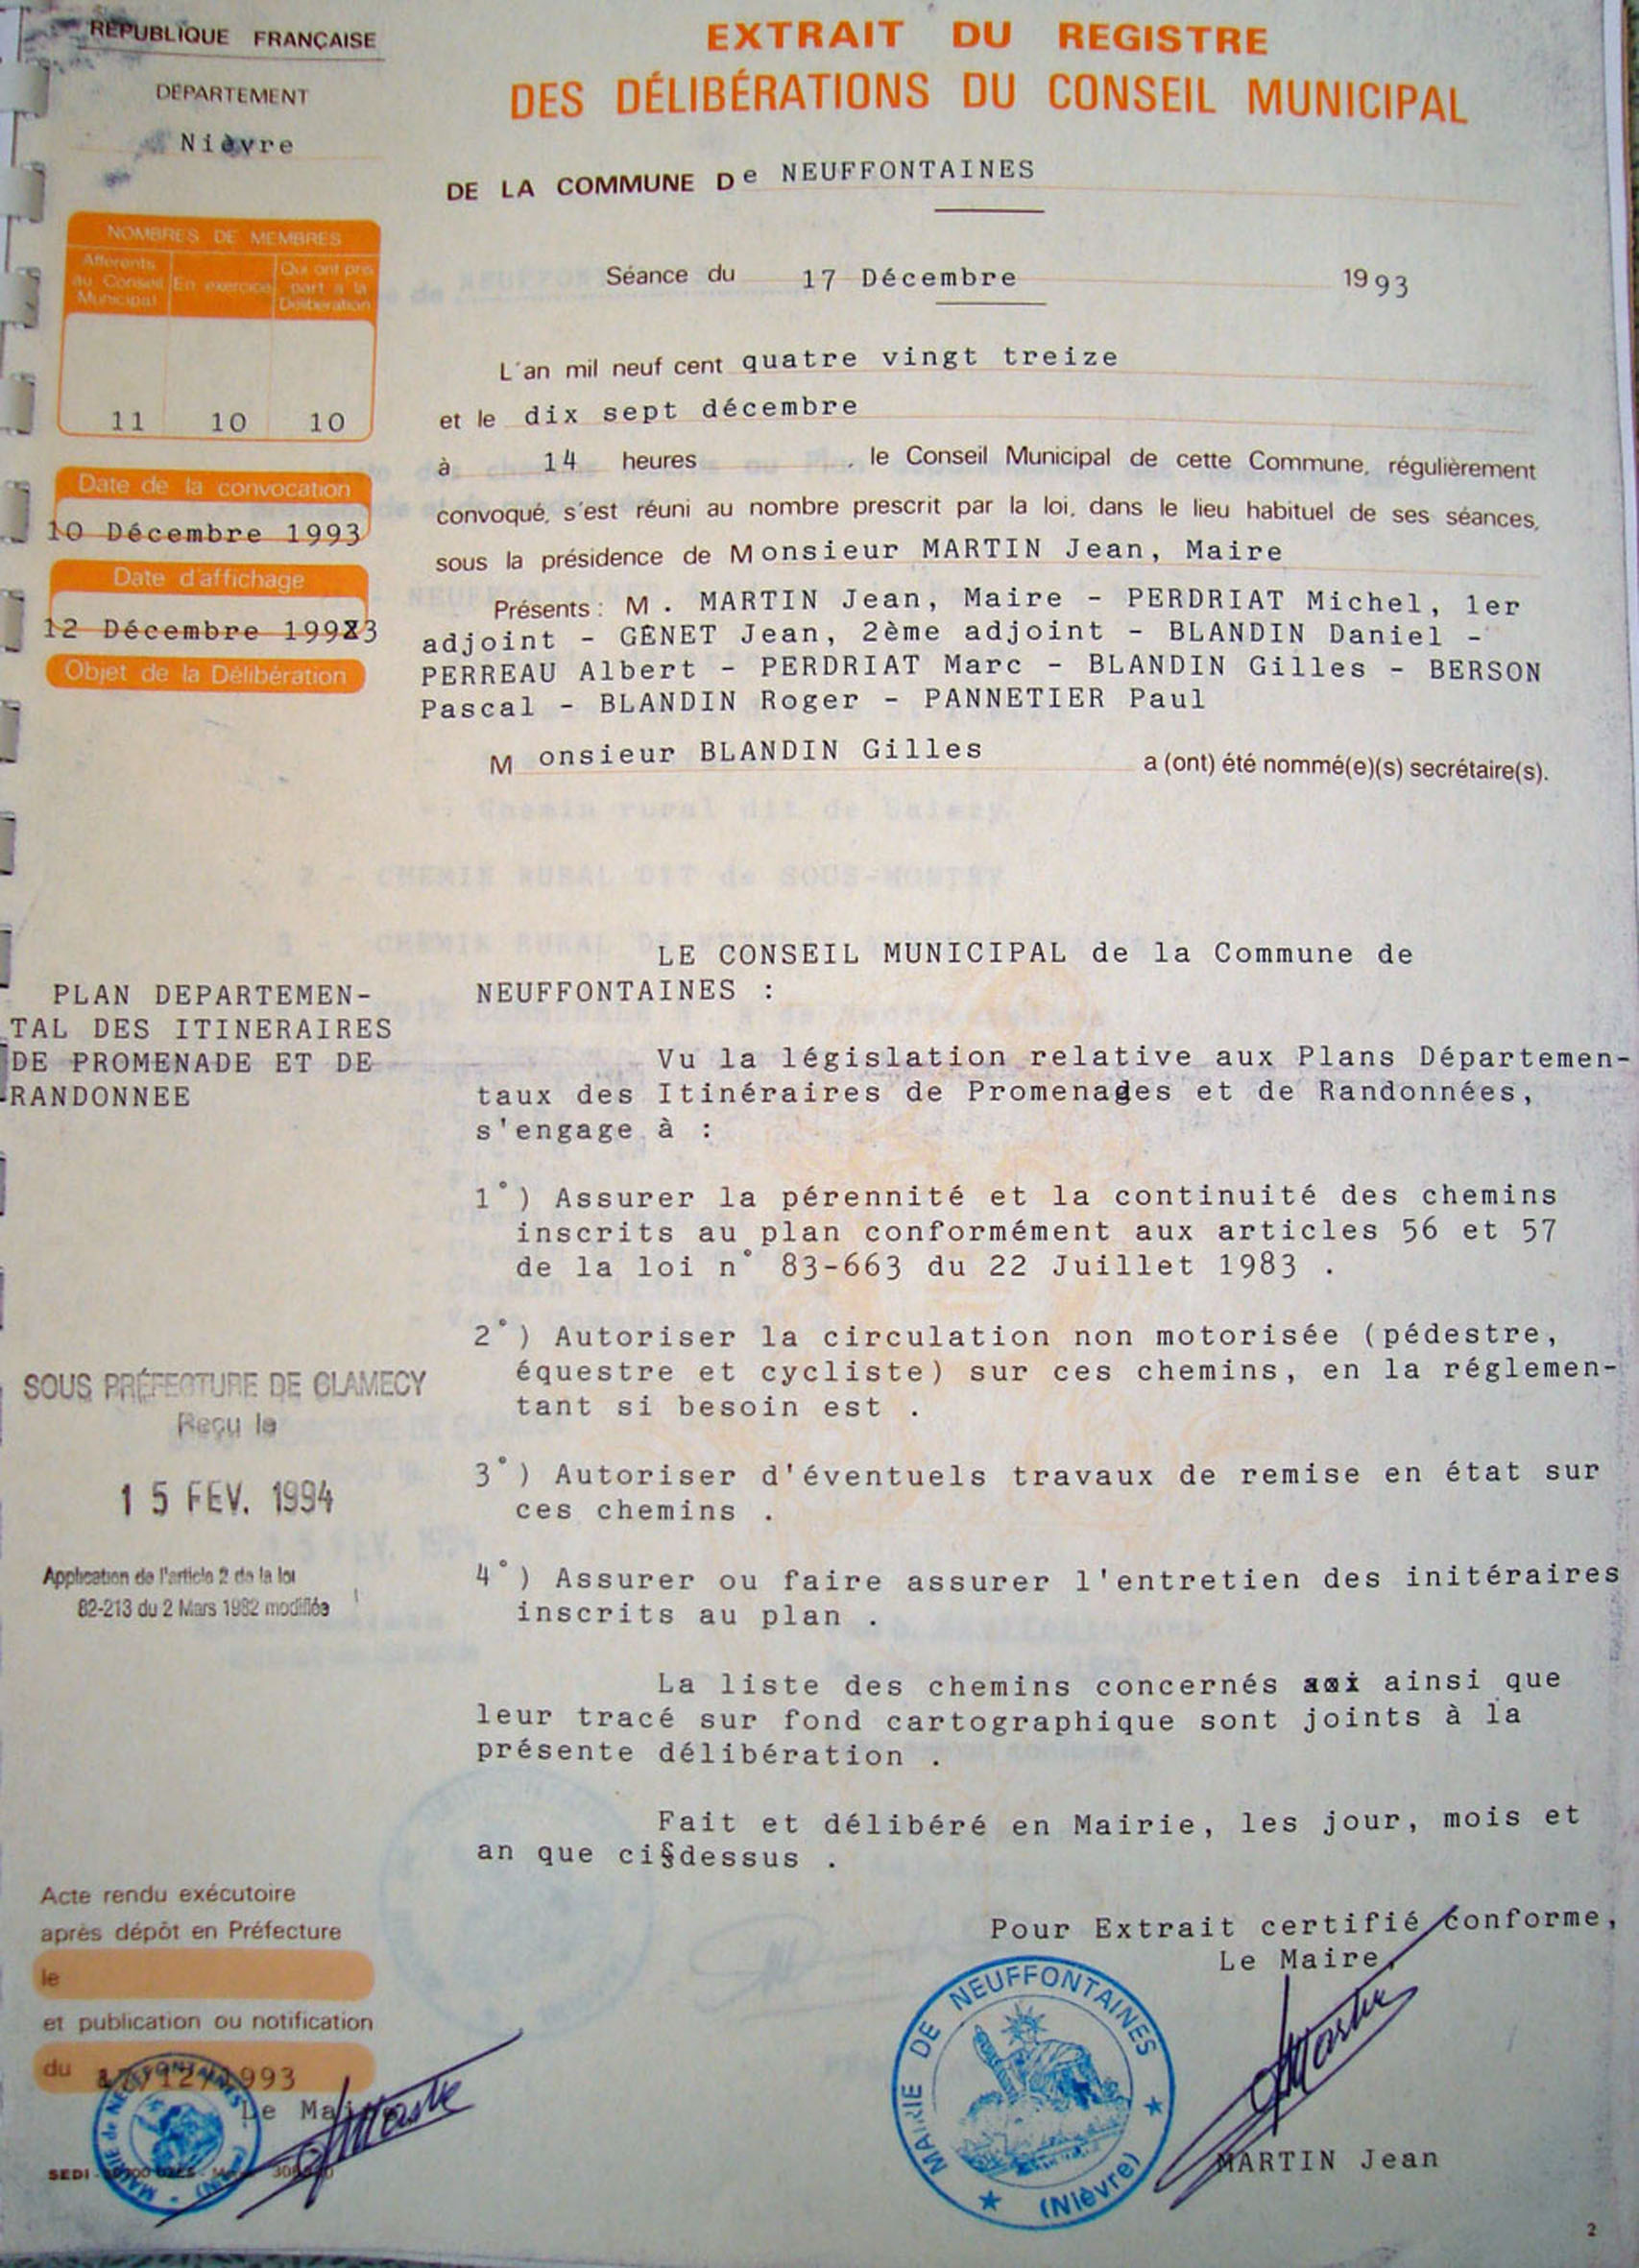 RÉPUBLIQUE FRANÇAISE
DÉPARTEMENT
Nièvre
EXTRAIT DU REGISTRE
DES DÉLIBÉRATIONS DU CONSEIL MUNICIPAL
DE LA COMMUNE De NEUFFONTAINES
NOMBRES DE MEMBRES
Afférents au Conseil Municipal
En exercice
Qui ont pris part à la Délibération
11 10 10
Date de la convocation
10 Décembre 1993
Date d'affichage
12 Décembre 1993
Objet de la Délibération
Séance du 17 Décembre 1993
L'an mil neuf cent quatre vingt treize
et le dix sept décembre
à 14 heures , le Conseil Municipal de cette Commune, régulièrement
convoqué, s'est réuni au nombre prescrit par la loi, dans le lieu habituel de ses séances,
sous la présidence de Monsieur MARTIN Jean, Maire
Présents : M . MARTIN Jean, Maire - PERDRIAT Michel, 1er
adjoint - GENET Jean, 2ème adjoint - BLANDIN Daniel -
PERREAU Albert - PERDRIAT Marc - BLANDIN Gilles - BERSON
Pascal - BLANDIN Roger - PANNETIER Paul
M onsieur BLANDIN Gilles a (ont) été nommé(e)(s) secrétaire(s).
PLAN DEPARTEMEN-
TAL DES ITINERAIRES
DE PROMENADE ET DE
RANDONNEE
LE CONSEIL MUNICIPAL de la Commune de
NEUFFONTAINES :
Vu la législation relative aux Plans Départemen-
taux des Itinéraires de Promenades et de Randonnées,
s'engage à :
1°) Assurer la pérennité et la continuité des chemins
inscrits au plan conformément aux articles 56 et 57
de la loi n° 83-663 du 22 Juillet 1983 .
2°) Autoriser la circulation non motorisée (pédestre,
équestre et cycliste) sur ces chemins, en la réglemen-
tant si besoin est .
3°) Autoriser d'éventuels travaux de remise en état sur
ces chemins .
4°) Assurer ou faire assurer l'entretien des initéraires
inscrits au plan .
La liste des chemins concernés ainsi que
leur tracé sur fond cartographique sont joints à la
présente délibération .
Fait et délibéré en Mairie, les jour, mois et
an que ci§dessus .
SOUS PRÉFECTURE DE CLAMECY
Reçu le
15 FEV. 1994
Application de l'article 2 de la loi
82-213 du 2 Mars 1982 modifiée
Acte rendu exécutoire
après dépôt en Préfecture
le
et publication ou notification
du 17/12/1993
Le Maire
MAIRIE de NEUFFONTAINES
SEDI
Pour Extrait certifié conforme,
Le Maire,
MAIRIE DE NEUFFONTAINES
(Nièvre)
Martin
MARTIN Jean
2